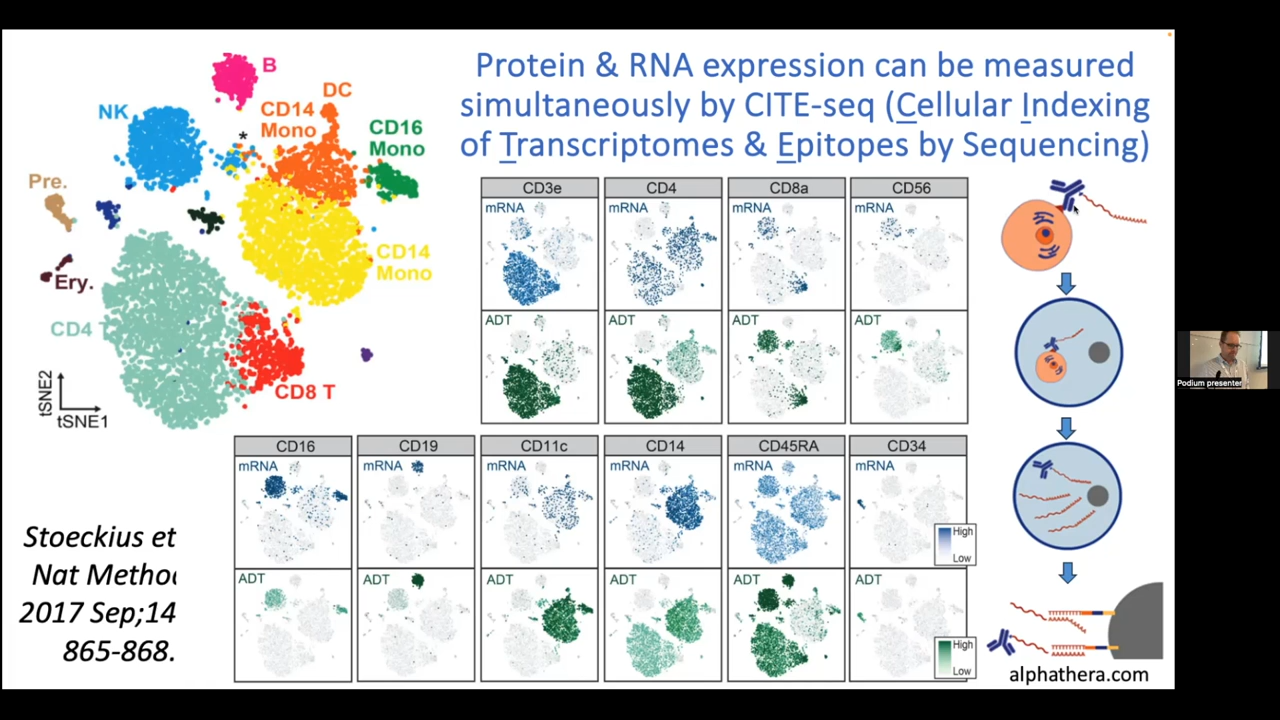 Protein & RNA expression can be measured
simultaneously by CITE-seq (Cellular Indexing
of Transcriptomes & Epitopes by Sequencing)
B
NK
DC
CD14
Mono
*
CD16
Mono
Pre.
CD14
Mono
Ery.
CD4 T
CD8 T
tSNE2
tSNE1
CD3e
CD4
CD8a
CD56
mRNA
mRNA
mRNA
mRNA
ADT
ADT
ADT
ADT
CD16
CD19
CD11c
CD14
CD45RA
CD34
mRNA
mRNA
mRNA
mRNA
mRNA
mRNA
High
Low
ADT
ADT
ADT
ADT
ADT
ADT
High
Low
Stoeckius et
Nat Metho
2017 Sep;14
865-868.
alphathera.com
Podium presenter